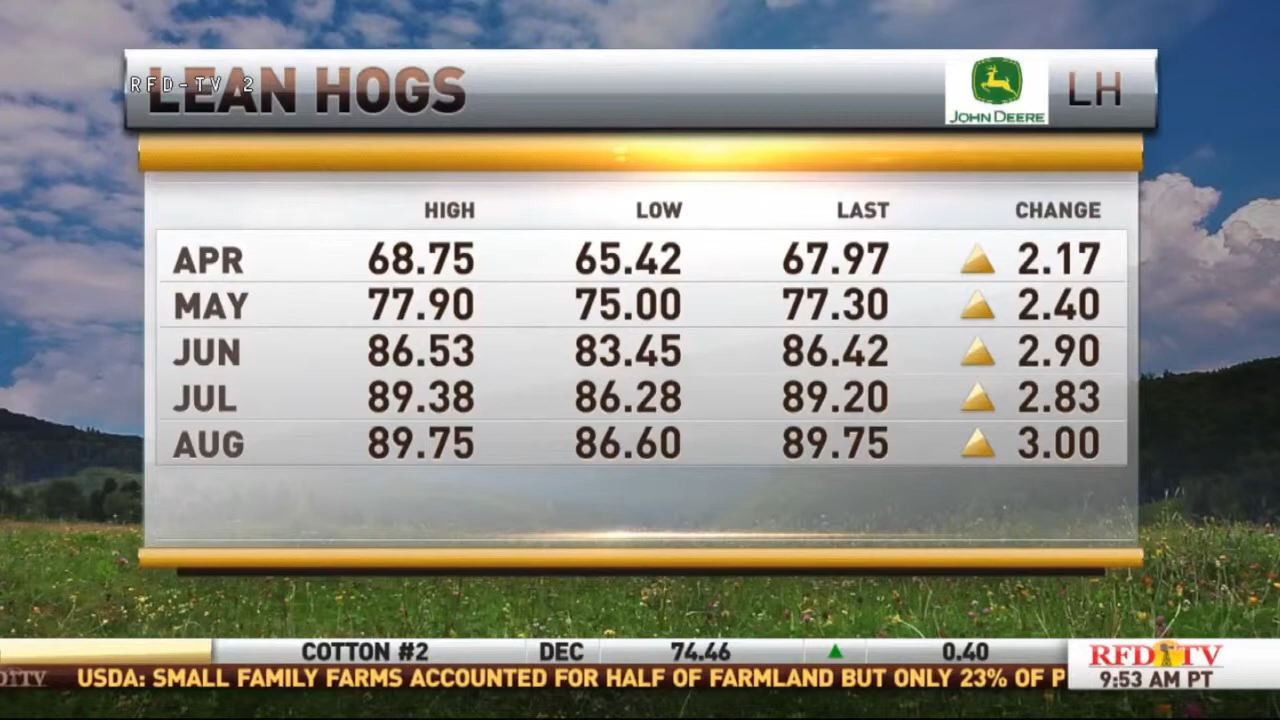 RFD-TV 2
LEAN HOGS
JOHN DEERE
LH
HIGH LOW LAST CHANGE
APR 68.75 65.42 67.97 2.17
MAY 77.90 75.00 77.30 2.40
JUN 86.53 83.45 86.42 2.90
JUL 89.38 86.28 89.20 2.83
AUG 89.75 86.60 89.75 3.00
COTTON #2 DEC 74.46 0.40
RFD TV
USDA: SMALL FAMILY FARMS ACCOUNTED FOR HALF OF FARMLAND BUT ONLY 23% OF P
9:53 AM PT